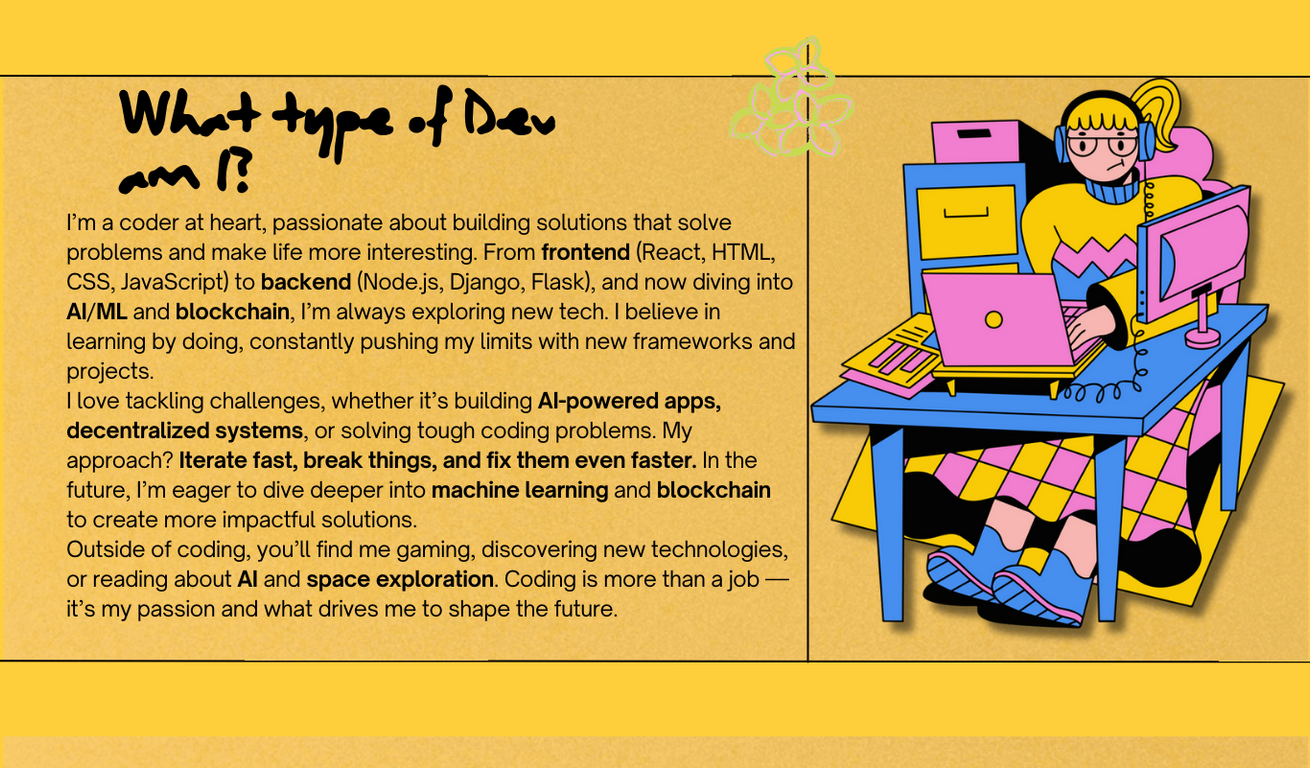 What type of Dev
am I?
I’m a coder at heart, passionate about building solutions that solve
problems and make life more interesting. From frontend (React, HTML,
CSS, JavaScript) to backend (Node.js, Django, Flask), and now diving into
AI/ML and blockchain, I’m always exploring new tech. I believe in
learning by doing, constantly pushing my limits with new frameworks and
projects.
I love tackling challenges, whether it’s building AI-powered apps,
decentralized systems, or solving tough coding problems. My
approach? Iterate fast, break things, and fix them even faster. In the
future, I’m eager to dive deeper into machine learning and blockchain
to create more impactful solutions.
Outside of coding, you’ll find me gaming, discovering new technologies,
or reading about AI and space exploration. Coding is more than a job —
it’s my passion and what drives me to shape the future.